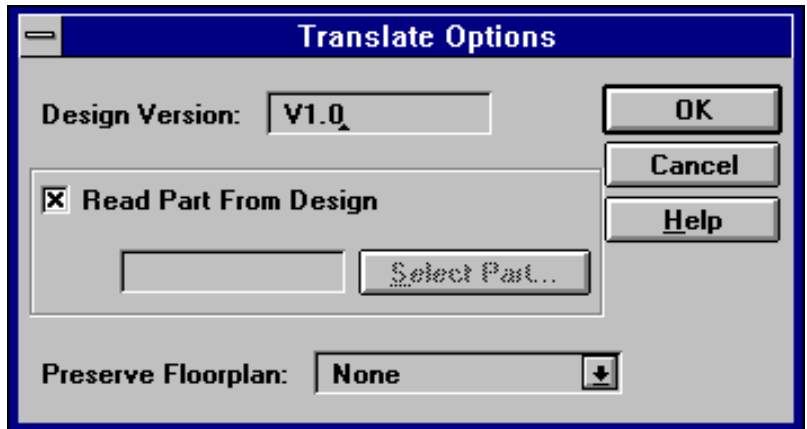 Translate Options
Design Version: V1.0
OK
Cancel
Read Part From Design
Help
Select Part...
Preserve Floorplan: None